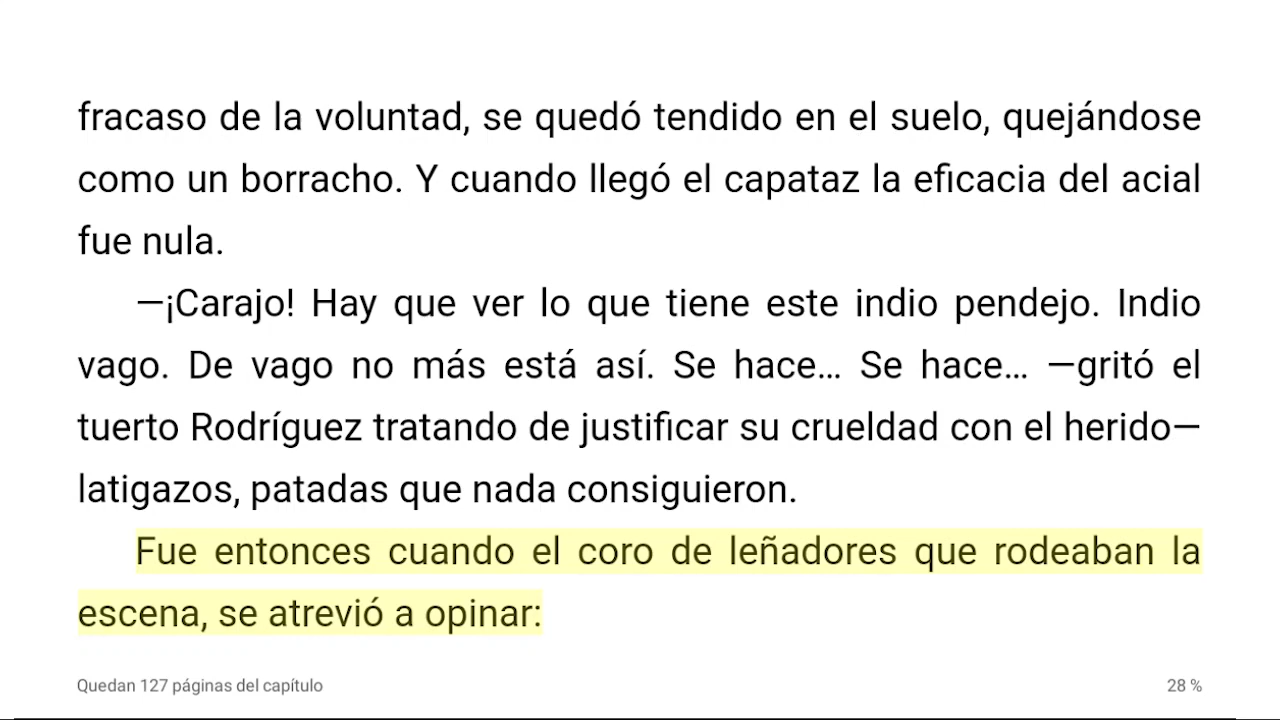 fracaso de la voluntad, se quedó tendido en el suelo, quejándose
como un borracho. Y cuando llegó el capataz la eficacia del acial
fue nula.
—¡Carajo! Hay que ver lo que tiene este indio pendejo. Indio
vago. De vago no más está así. Se hace… Se hace… —gritó el
tuerto Rodríguez tratando de justificar su crueldad con el herido—
latigazos, patadas que nada consiguieron.
Fue entonces cuando el coro de leñadores que rodeaban la
escena, se atrevió a opinar:
Quedan 127 páginas del capítulo
28 %